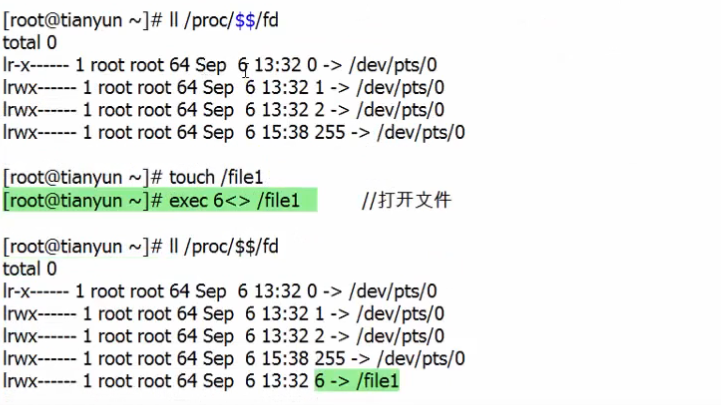 [root@tianyun ~]# ll /proc/$$/fd
total 0
lr-x------ 1 root root 64 Sep 6 13:32 0 -> /dev/pts/0
lrwx------ 1 root root 64 Sep 6 13:32 1 -> /dev/pts/0
lrwx------ 1 root root 64 Sep 6 13:32 2 -> /dev/pts/0
lrwx------ 1 root root 64 Sep 6 15:38 255 -> /dev/pts/0
[root@tianyun ~]# touch /file1
[root@tianyun ~]# exec 6<> /file1 //打开文件
[root@tianyun ~]# ll /proc/$$/fd
total 0
lr-x------ 1 root root 64 Sep 6 13:32 0 -> /dev/pts/0
lrwx------ 1 root root 64 Sep 6 13:32 1 -> /dev/pts/0
lrwx------ 1 root root 64 Sep 6 13:32 2 -> /dev/pts/0
lrwx------ 1 root root 64 Sep 6 15:38 255 -> /dev/pts/0
lrwx------ 1 root root 64 Sep 6 13:32 6 -> /file1